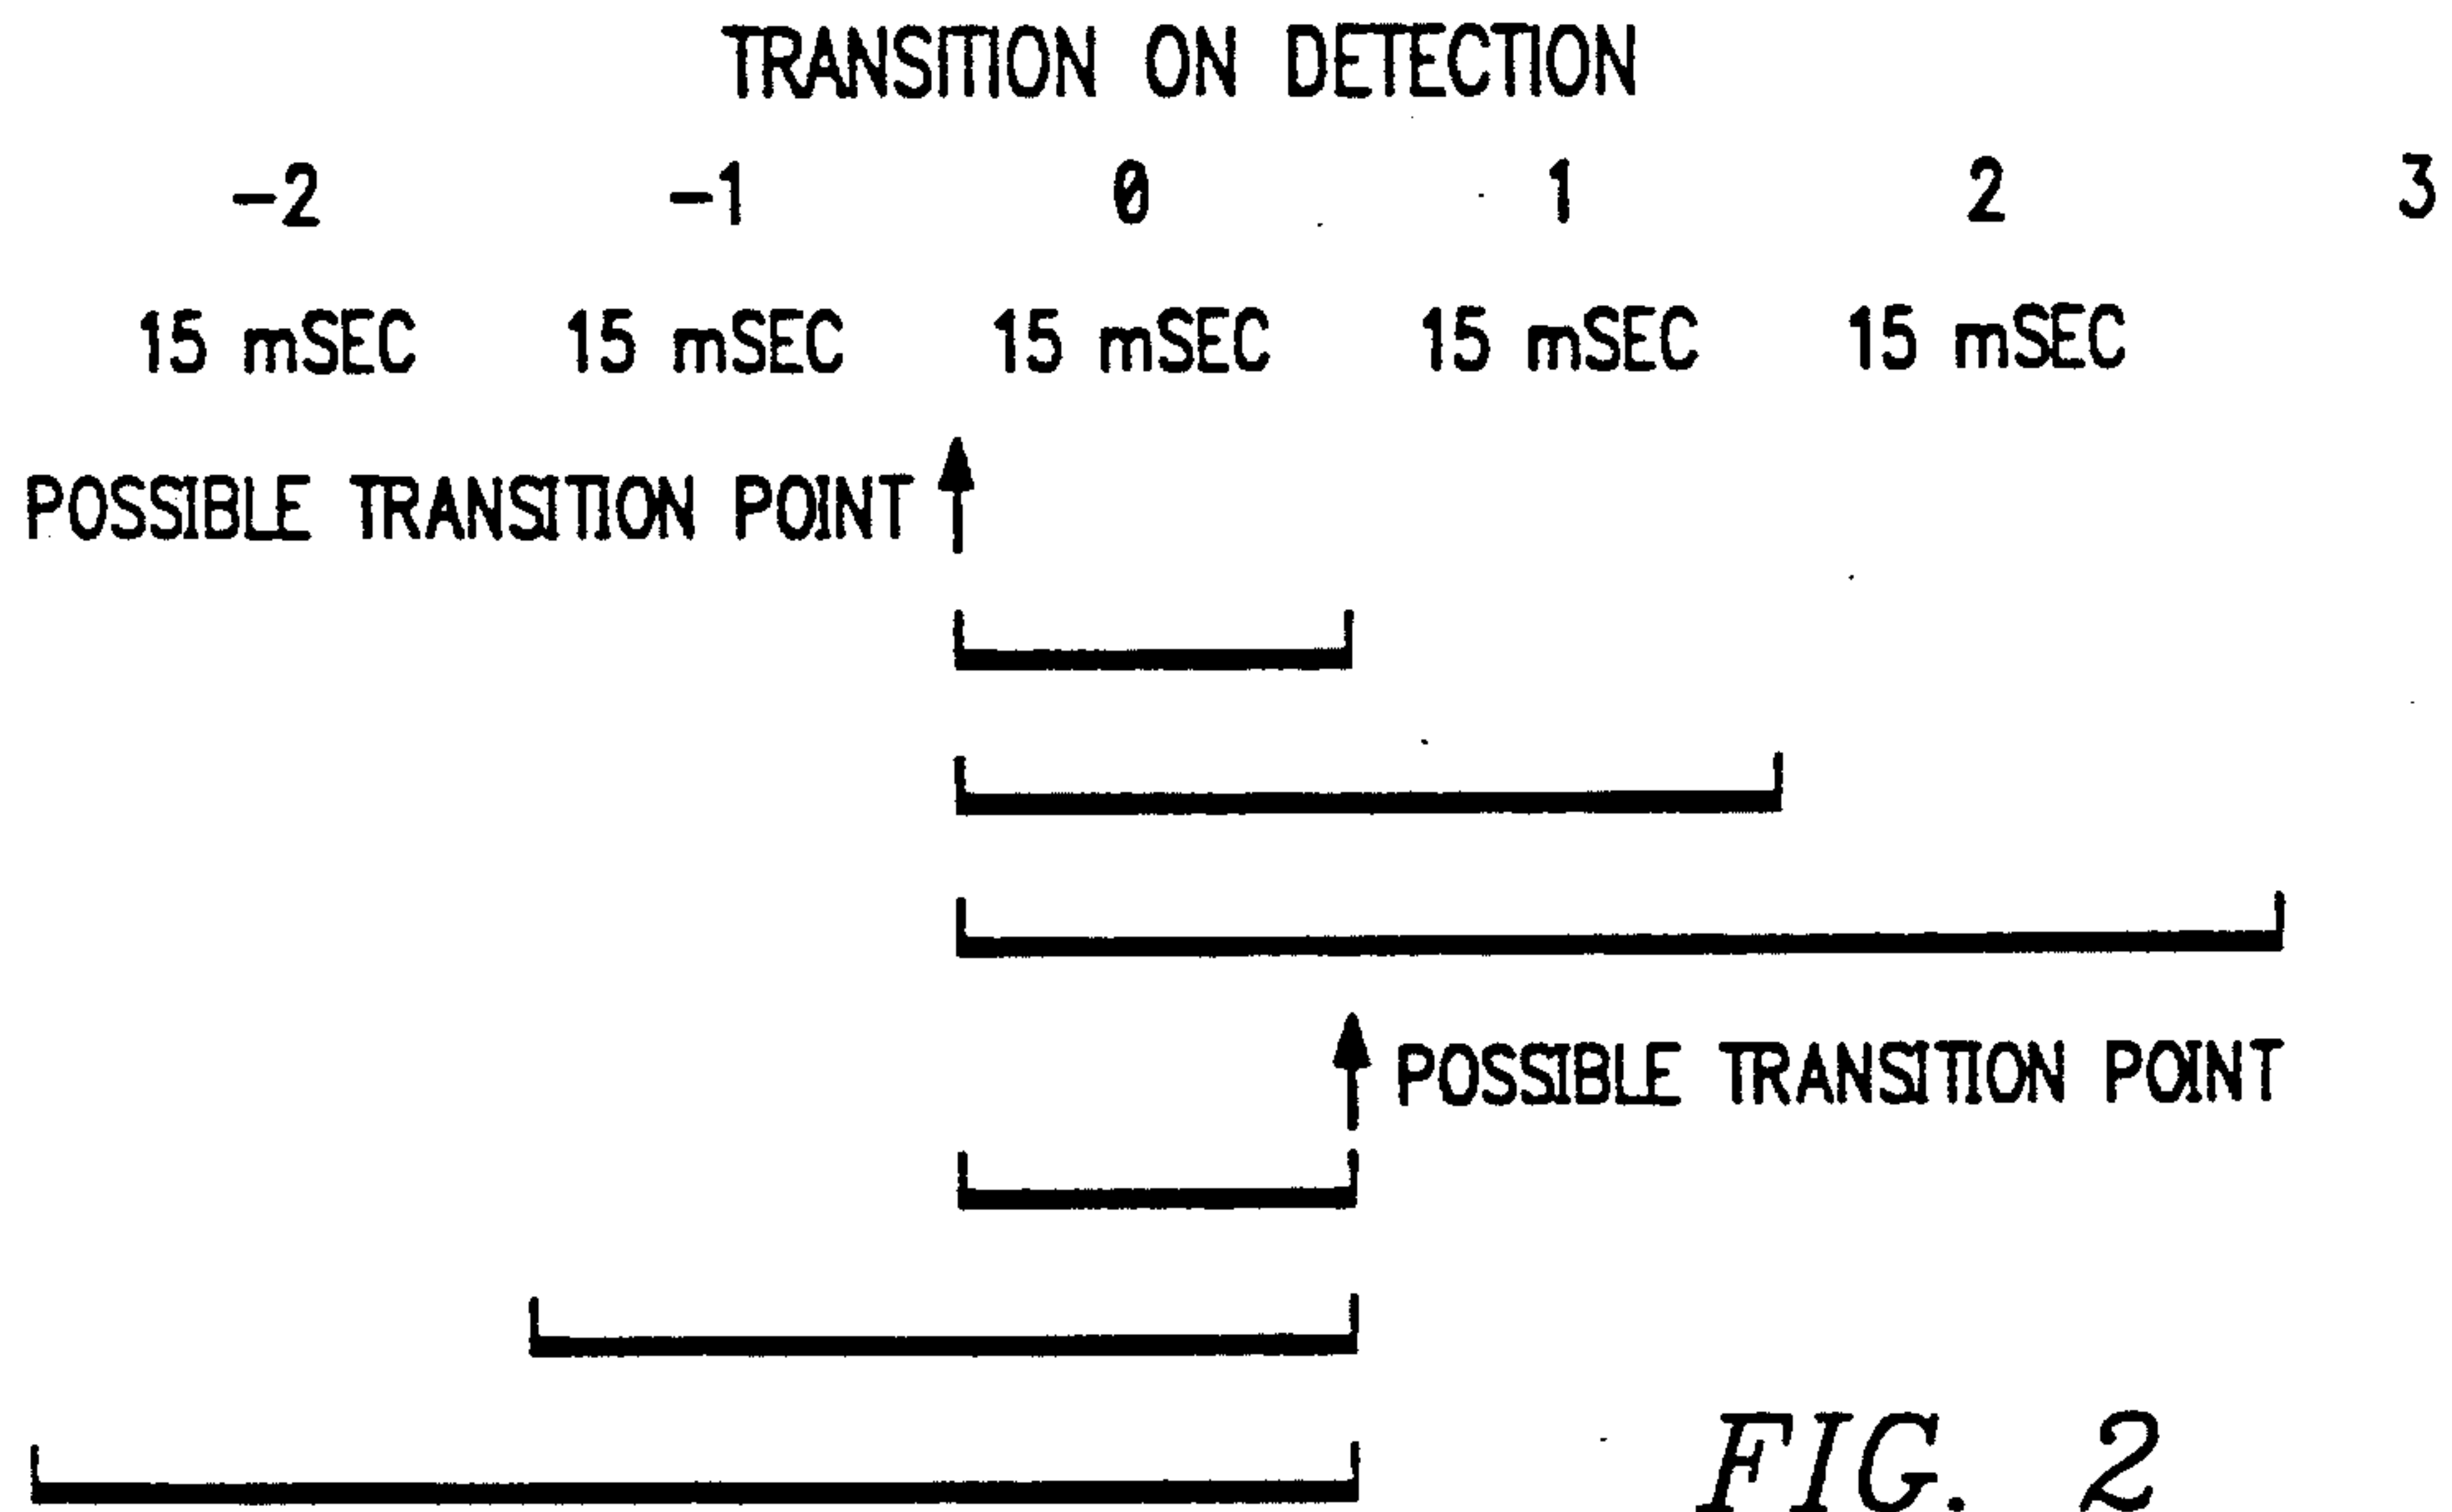 TRANSITION ON DETECTION
-2 -1 0 1 2 3
15 mSEC 15 mSEC 15 mSEC 15 mSEC 15 mSEC
POSSIBLE TRANSITION POINT
POSSIBLE TRANSITION POINT
FIG. 2